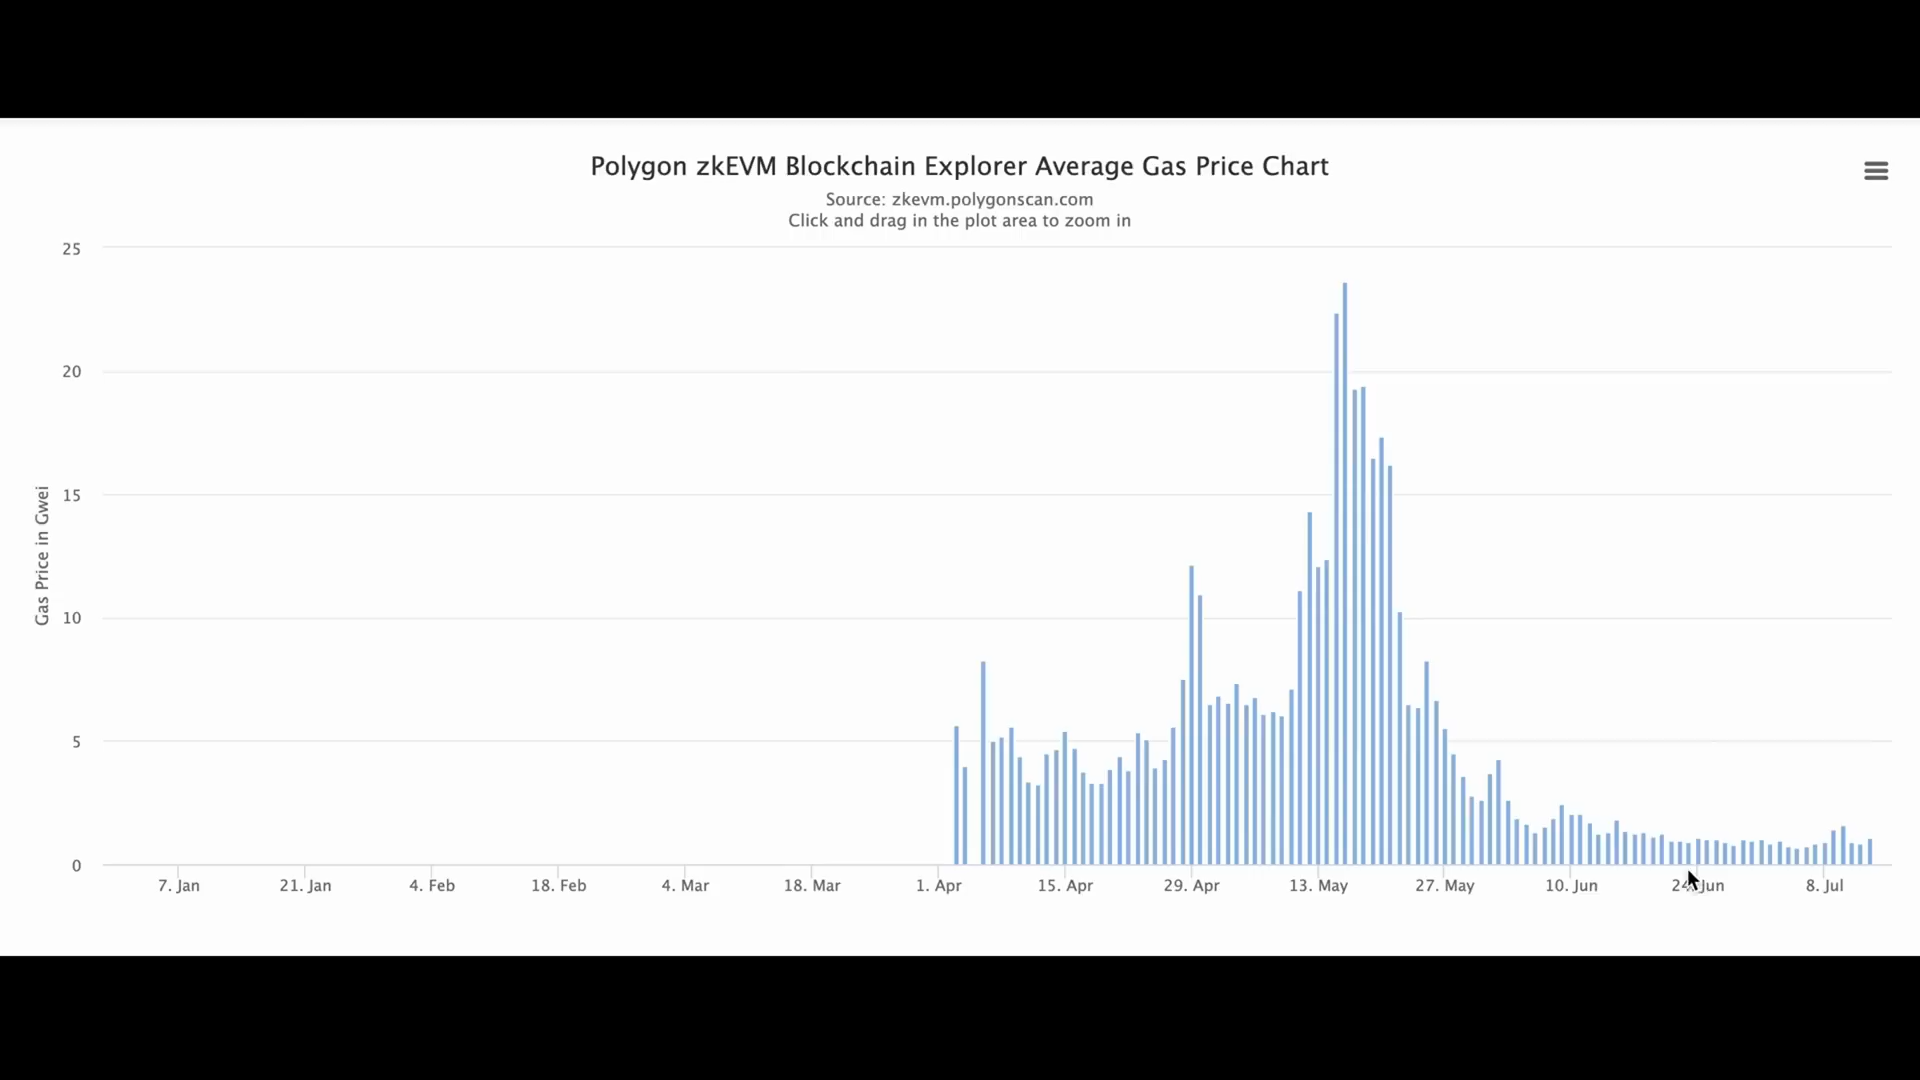 Polygon zkEVM Blockchain Explorer Average Gas Price Chart
Source: zkevm.polygonscan.com
Click and drag in the plot area to zoom in
Gas Price in Gwei
25
20
15
10
5
0
7. Jan 21. Jan 4. Feb 18. Feb 4. Mar 18. Mar 1. Apr 15. Apr 29. Apr 13. May 27. May 10. Jun 24. Jun 8. Jul